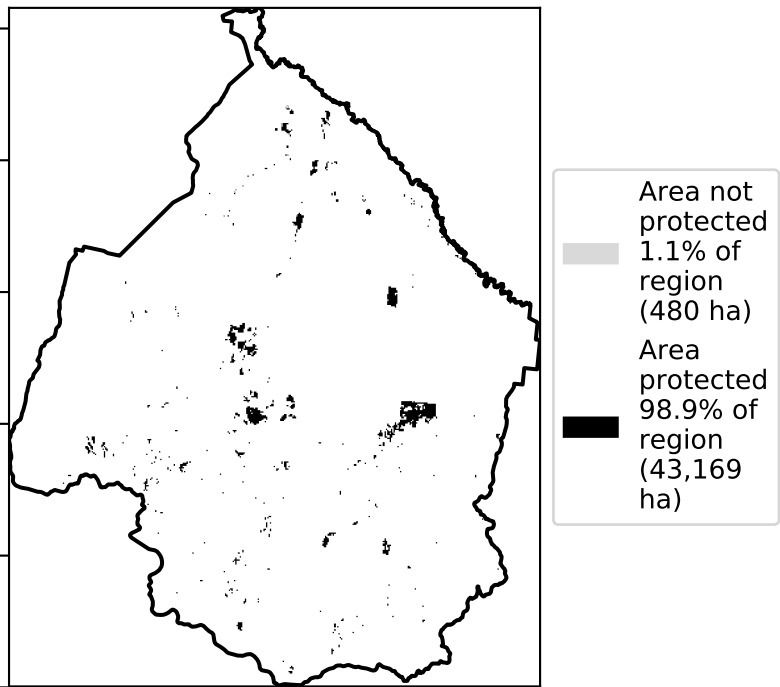 Area not
protected
1.1% of
region
(480 ha)
Area
protected
98.9% of
region
(43,169
ha)